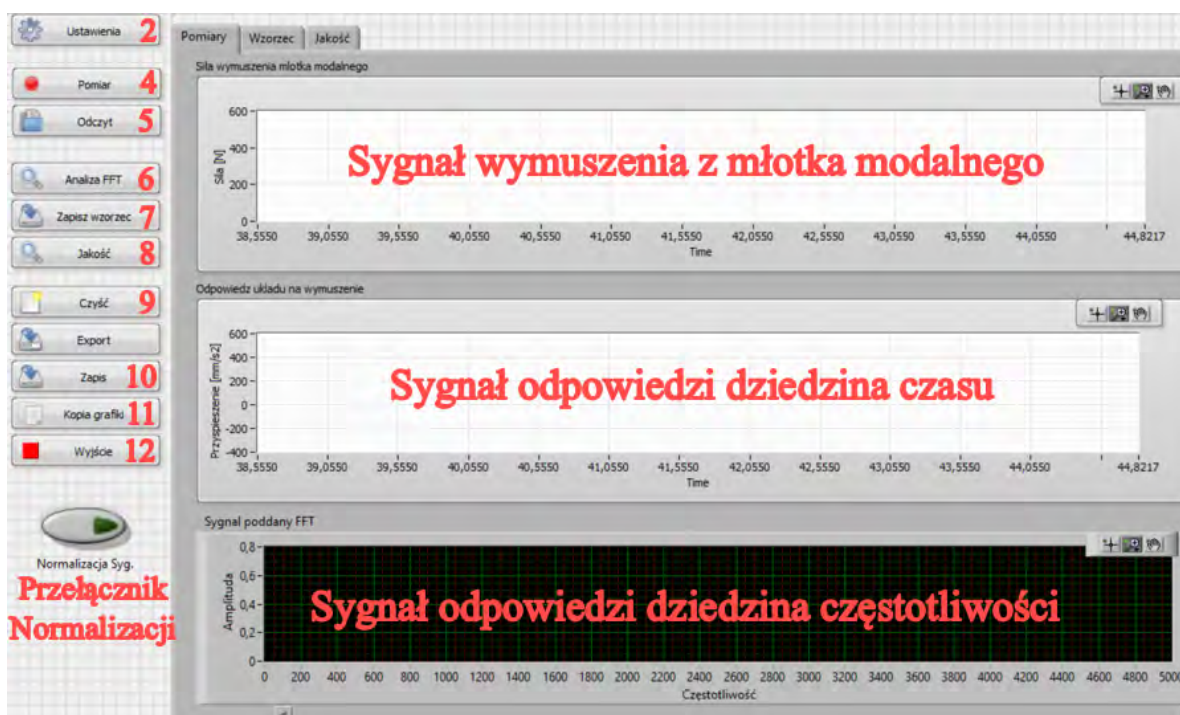 Ustawienia 2
Pomiar 4
Odczyt 5
Analiza FFT 6
Zapisz wzorzec 7
Jakość 8
Czyść 9
Export
Zapis 10
Kopia grafiki 11
Wyjście 12
Normalizacja Syg.
Przełącznik
Normalizacji
Pomiary Wzorzec Jakość
Siła wymuszenia młotka modalnego
Siła [N]
600
400
200
0
Sygnał wymuszenia z młotka modalnego
38,5550 39,0550 39,5550 40,0550 40,5550 41,0550 41,5550 42,0550 42,5550 43,0550 43,5550 44,0550 44,8217
Time
Odpowiedz układu na wymuszenie
Przyspieszenie [mm/s2]
600
400
200
0
-200
-400
Sygnał odpowiedzi dziedzina czasu
38,5550 39,0550 39,5550 40,0550 40,5550 41,0550 41,5550 42,0550 42,5550 43,0550 43,5550 44,0550 44,8217
Time
Sygnal poddany FFT
Amplituda
0,8
0,6
0,4
0,2
0
Sygnał odpowiedzi dziedzina częstotliwości
0 200 400 600 800 1000 1200 1400 1600 1800 2000 2200 2400 2600 2800 3000 3200 3400 3600 3800 4000 4200 4400 4600 4800 5000
Częstotliwość